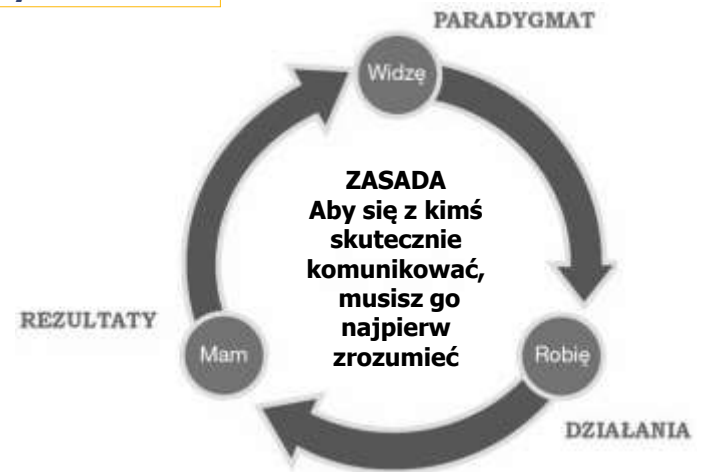 PARADYGMAT
Widzę
ZASADA
Aby się z kimś
skutecznie
komunikować,
musisz go
najpierw
zrozumieć
REZULTATY
Mam
Robię
DZIAŁANIA